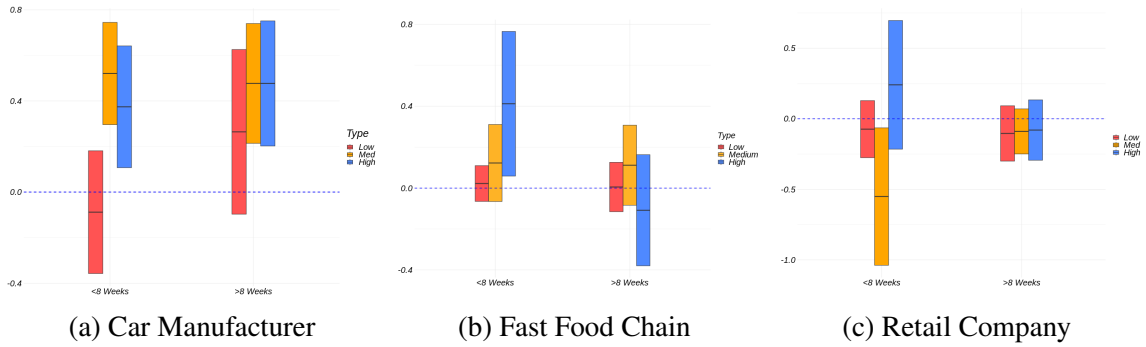 0.8
0.4
0.0
-0.4
<8 Weeks
>8 Weeks
Type
Low
Med
High
(a) Car Manufacturer
0.8
0.4
0.0
-0.4
<8 Weeks
>8 Weeks
Type
Low
Medium
High
(b) Fast Food Chain
0.5
0.0
-0.5
-1.0
<8 Weeks
>8 Weeks
Low
Med
High
(c) Retail Company